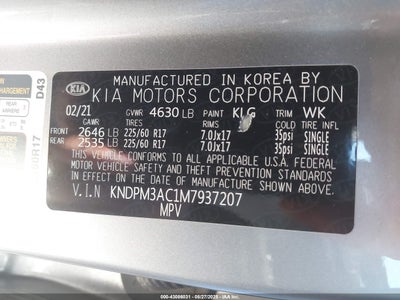 MANUFACTURED IN KOREA BY
KIA KIA MOTORS CORPORATION
02/21 GVWR 4630 LB PAINT KLG TRIM WK
GAWR TIRES RIMS
FRONT 2646 LB 225/60 R17 7.0Jx17 35psi SINGLE
REAR 2535 LB 225/60 R17 7.0Jx17 35psi SINGLE
THIS VEHICLE CONFORMS TO ALL APPLICABLE U.S.A. FEDERAL
MOTOR VEHICLE SAFETY AND THEFT PREVENTION STANDARDS
IN EFFECT ON THE DATE OF MANUFACTURE SHOWN ABOVE.
V.I.N KNDPM3AC1M7937207
MPV
D43